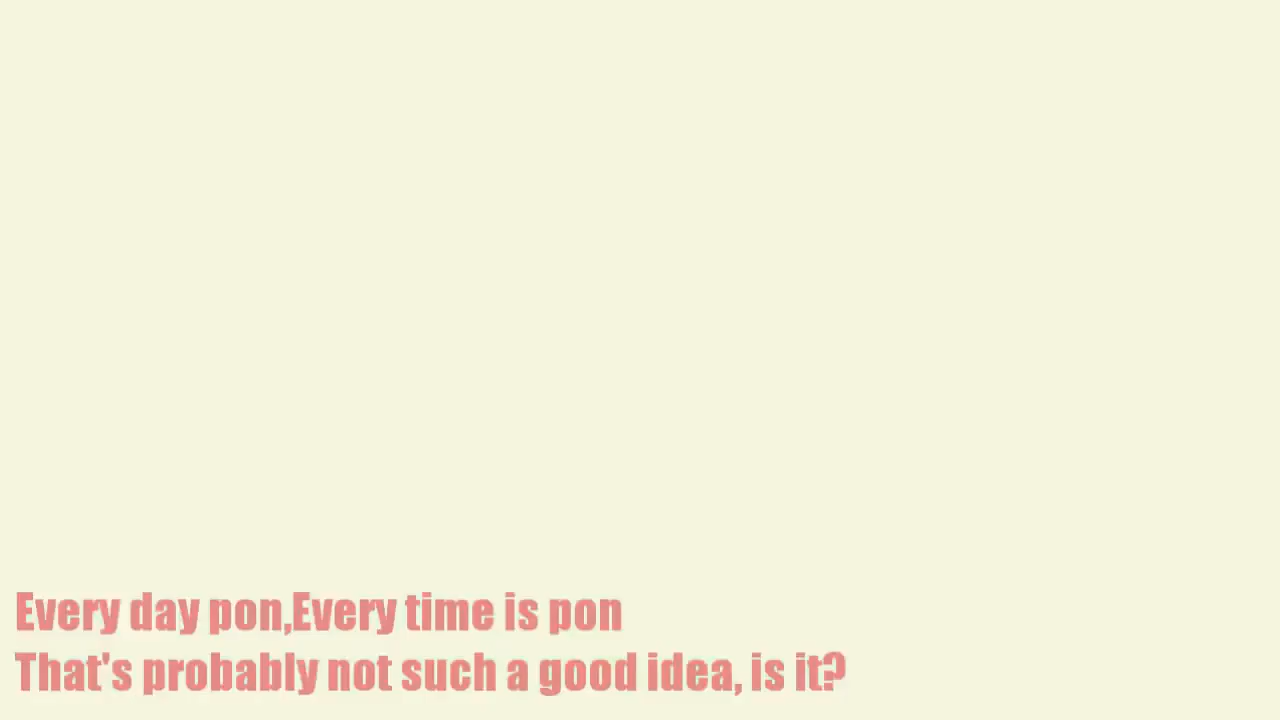 Every day pon,Every time is pon
That's probably not such a good idea, is it?